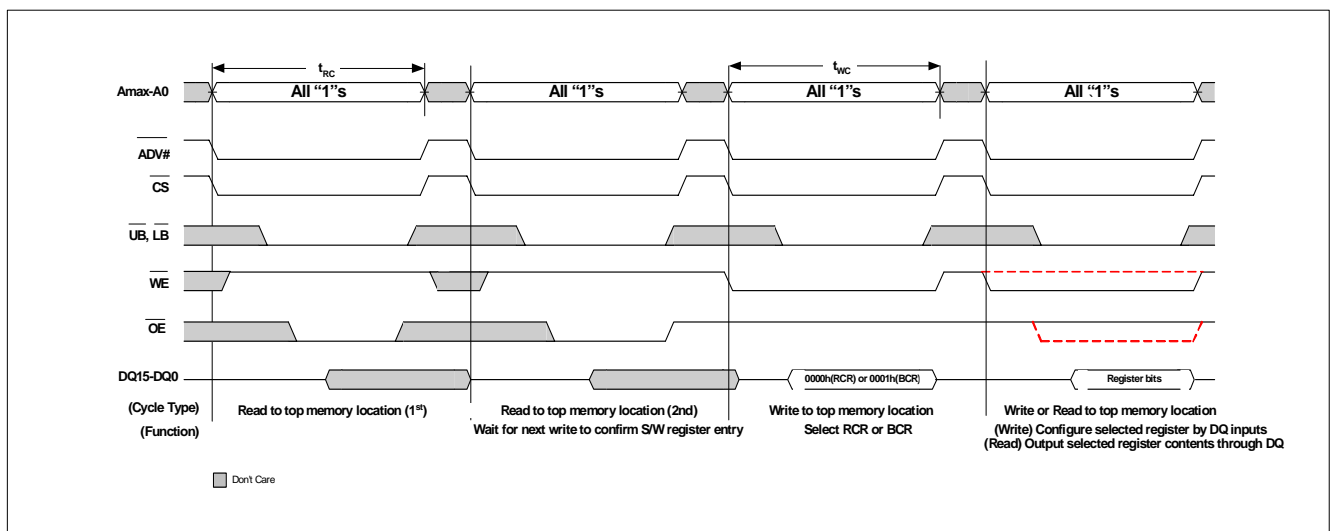 tRC
tWC
Amax-A0 All “1”s All “1”s All “1”s All “1”s
ADV#
CS
UB, LB
WE
OE
DQ15-DQ0 0000h(RCR) or 0001h(BCR) Register bits
(Cycle Type) Read to top memory location (1st) Read to top memory location (2nd) Write to top memory location Write or Read to top memory location
(Function) Wait for next write to confirm S/W register entry Select RCR or BCR (Write) Configure selected register by DQ inputs
(Read) Output selected register contents through DQ
Don't Care